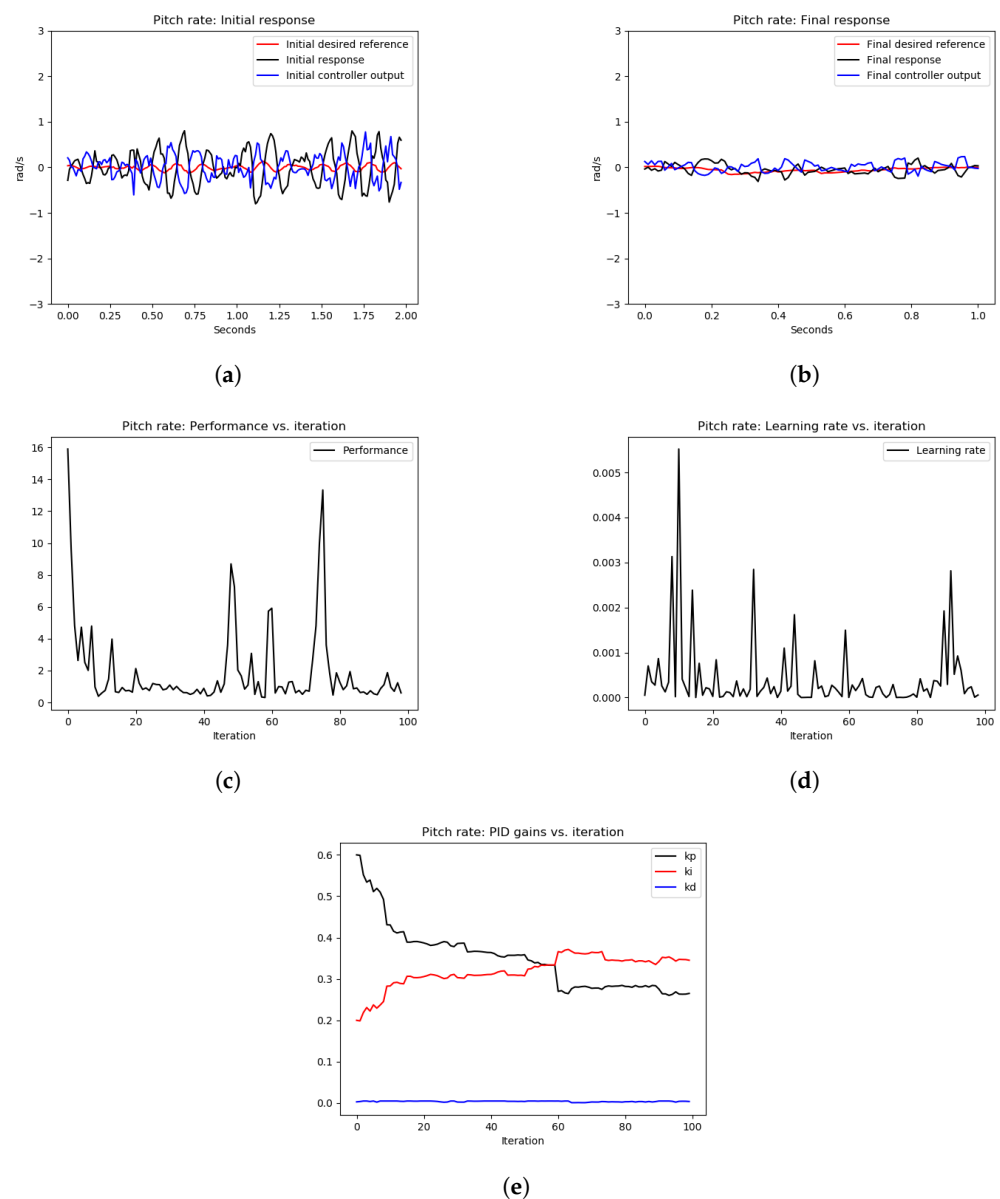 Pitch rate: Initial response
3
2
1
0
−1
−2
−3
rad/s
Initial desired reference
Initial response
Initial controller output
0.00 0.25 0.50 0.75 1.00 1.25 1.50 1.75 2.00
Seconds
(a)
Pitch rate: Final response
3
2
1
0
−1
−2
−3
rad/s
Final desired reference
Final response
Final controller output
0.0 0.2 0.4 0.6 0.8 1.0
Seconds
(b)
Pitch rate: Performance vs. iteration
16
14
12
10
8
6
4
2
0
Performance
0 20 40 60 80 100
Iteration
(c)
Pitch rate: Learning rate vs. iteration
0.005
0.004
0.003
0.002
0.001
0.000
Learning rate
0 20 40 60 80 100
Iteration
(d)
Pitch rate: PID gains vs. iteration
0.6
0.5
0.4
0.3
0.2
0.1
0.0
kp
ki
kd
0 20 40 60 80 100
Iteration
(e)